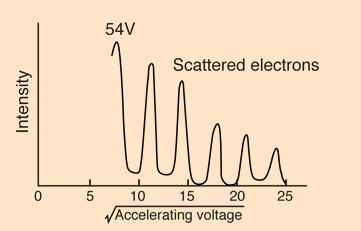 54V
Scattered electrons
Intensity
0 5 10 15 20 25
√Accelerating voltage